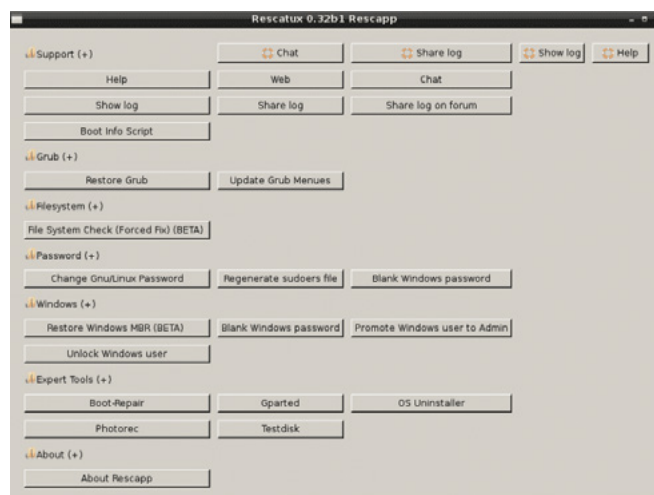 Rescatux 0.32b1 Rescapp
Support (+) Chat Share log Show log Help
Help Web Chat
Show log Share log Share log on forum
Boot Info Script
Grub (+)
Restore Grub Update Grub Menues
Filesystem (+)
File System Check (Forced Fix) (BETA)
Password (+)
Change Gnu/Linux Password Regenerate sudoers file Blank Windows password
Windows (+)
Restore Windows MBR (BETA) Blank Windows password Promote Windows user to Admin
Unlock Windows user
Expert Tools (+)
Boot-Repair Gparted OS Uninstaller
Photorec Testdisk
About (+)
About Rescapp